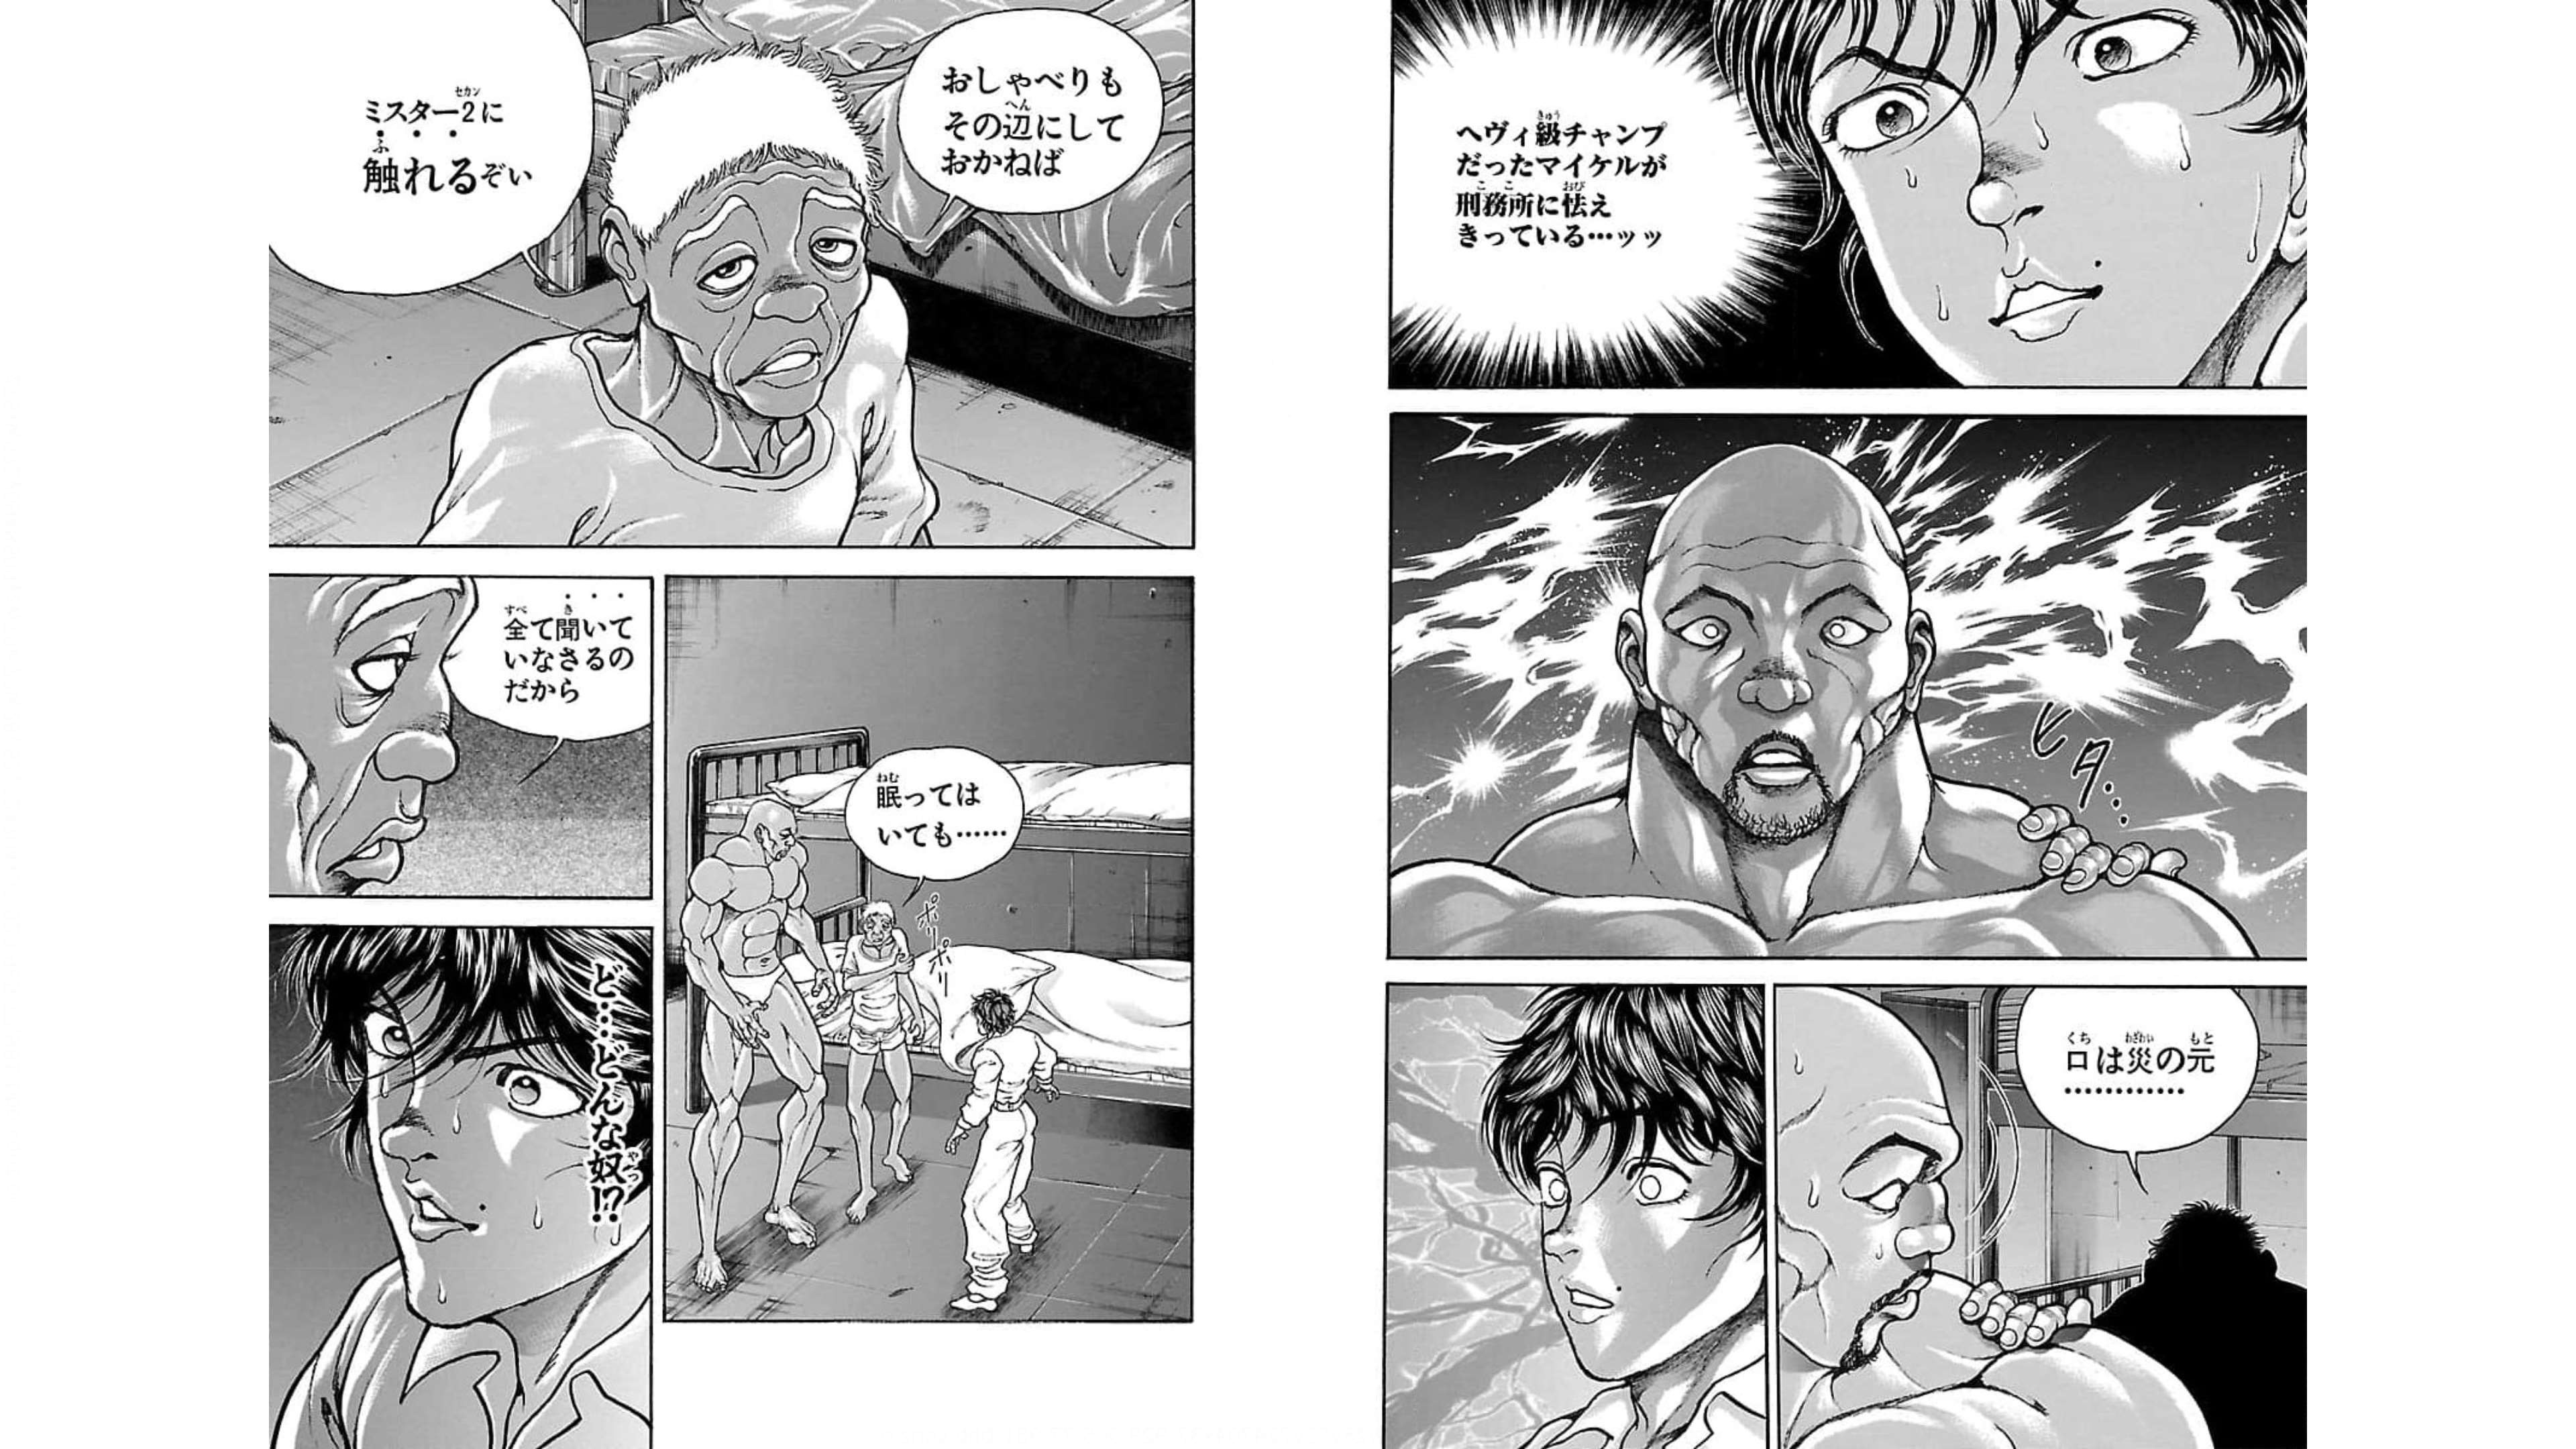 ヘヴィ級チャンプ
だったマイケルが
刑務所に怯え
きっている…ッッ
ヒタ…
口は災の元
…………
おしゃべりも
その辺にして
おかねば
ミスター2に
触れるぞい
眠っては
いても……
ポリポリ
全て聞いて
いなさるの
だから
ど…どんな奴!?